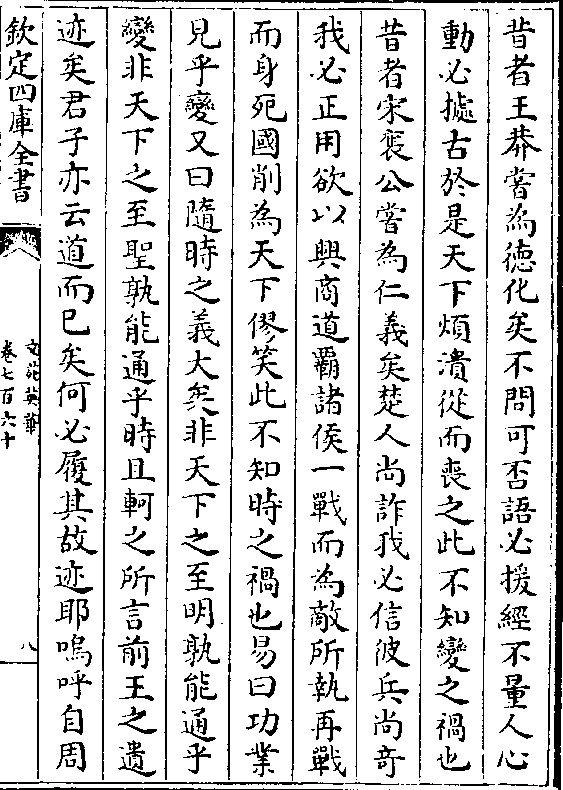 昔者王莽嘗為德化矣不問可否語必援經不量人心
動必據古於是天下煩潰從而喪之此不知變之禍也
昔者宋襄公嘗為仁義矣楚人尚詐我必信彼兵尚奇
我必正用欲以興商道霸諸侯一戰而為敵所執再戰
而身死國削為天下僇笑此不知時之禍也易曰功業
見乎變又曰隨時之義大矣非天下之至明孰能通乎
變非天下之至聖孰能通乎時且軻之所言前王之遺
迹矣君子亦云道而已矣何必履其故迹耶嗚呼自周
欽定四庫全書
文苑英華
卷七百六十
八